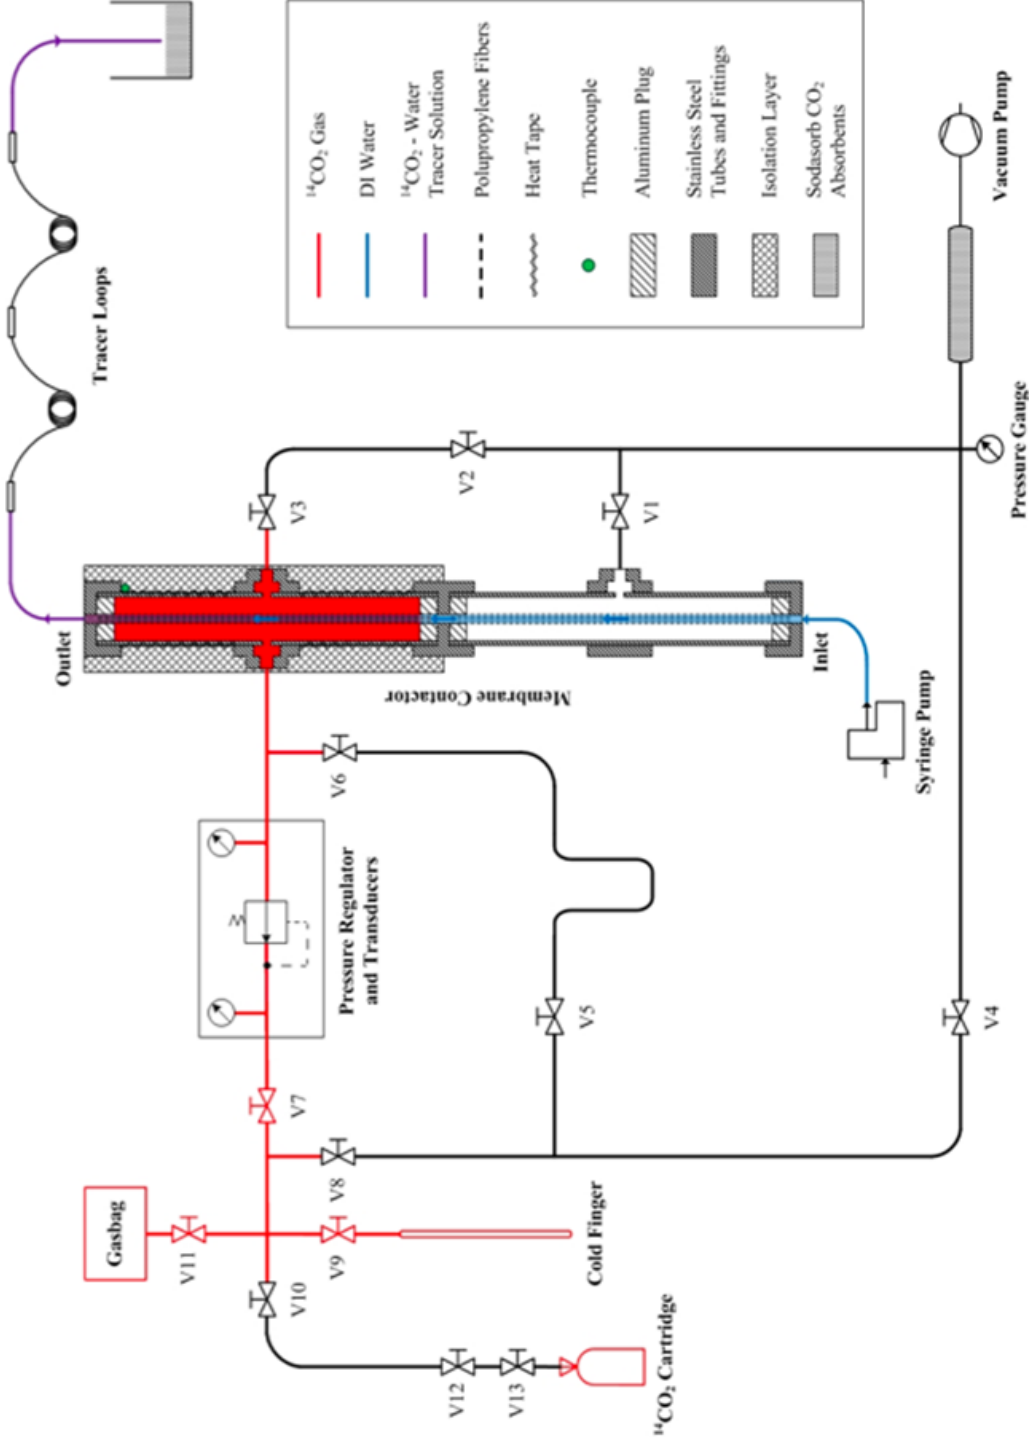 Tracer Loops
¹⁴CO₂ Gas
DI Water
¹⁴CO₂ - Water
Tracer Solution
Polupropylene Fibers
Heat Tape
Thermocouple
Aluminum Plug
Stainless Steel
Tubes and Fittings
Isolation Layer
Sodasorb CO₂
Absorbents
Vacuum Pump
Pressure Gauge
V3
V2
V1
Outlet
Inlet
Membrane Contactor
Syringe Pump
V6
Pressure Regulator
and Transducers
V5
V4
V7
V8
Gasbag
V11
V9
Cold Finger
V10
V12
V13
¹⁴CO₂ Cartridge